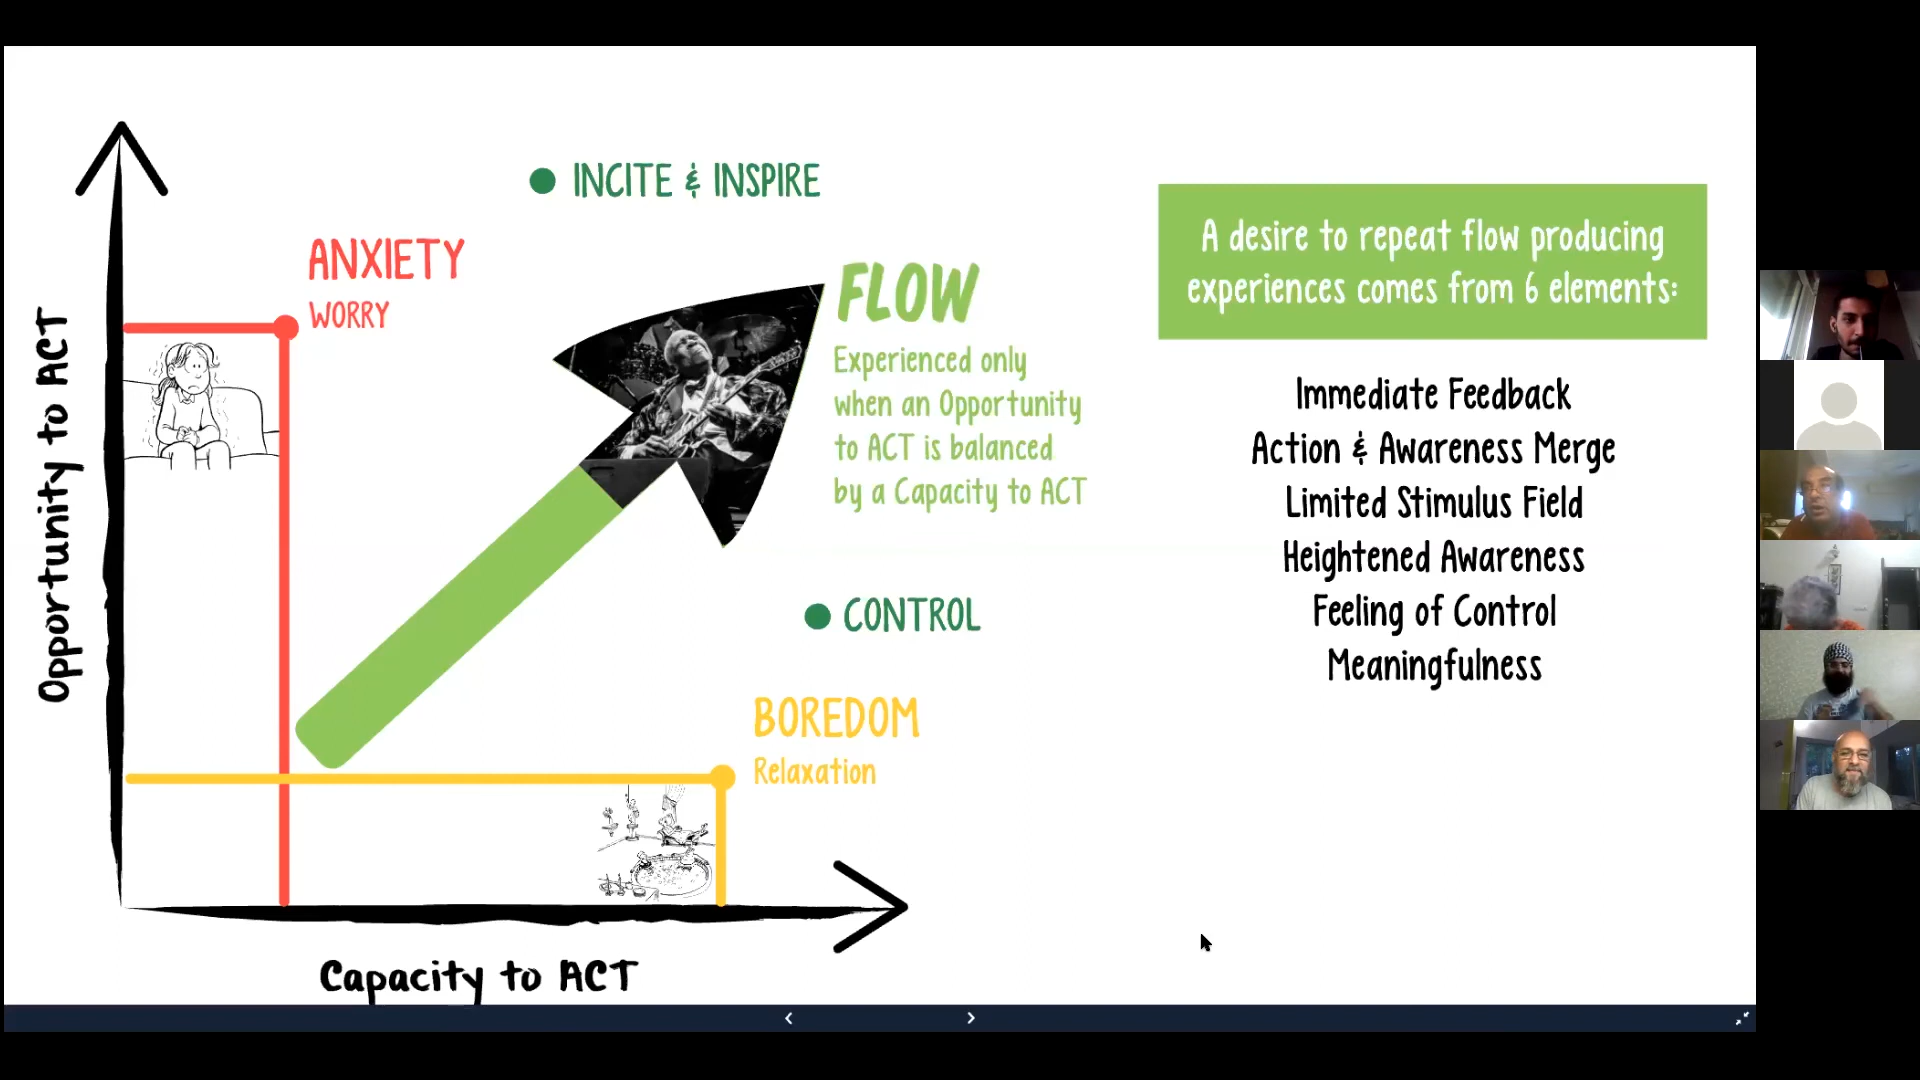 INCITE & INSPIRE
ANXIETY
WORRY
FLOW
Experienced only
when an Opportunity
to ACT is balanced
by a Capacity to ACT
CONTROL
BOREDOM
Relaxation
Opportunity to ACT
Capacity to ACT
A desire to repeat flow producing
experiences comes from 6 elements:
Immediate Feedback
Action & Awareness Merge
Limited Stimulus Field
Heightened Awareness
Feeling of Control
Meaningfulness